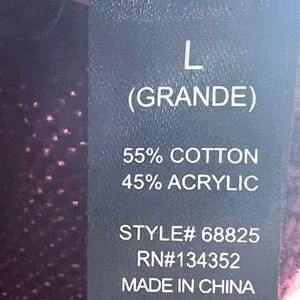 L
(GRANDE)
55% COTTON
45% ACRYLIC
STYLE# 68825
RN#134352
MADE IN CHINA